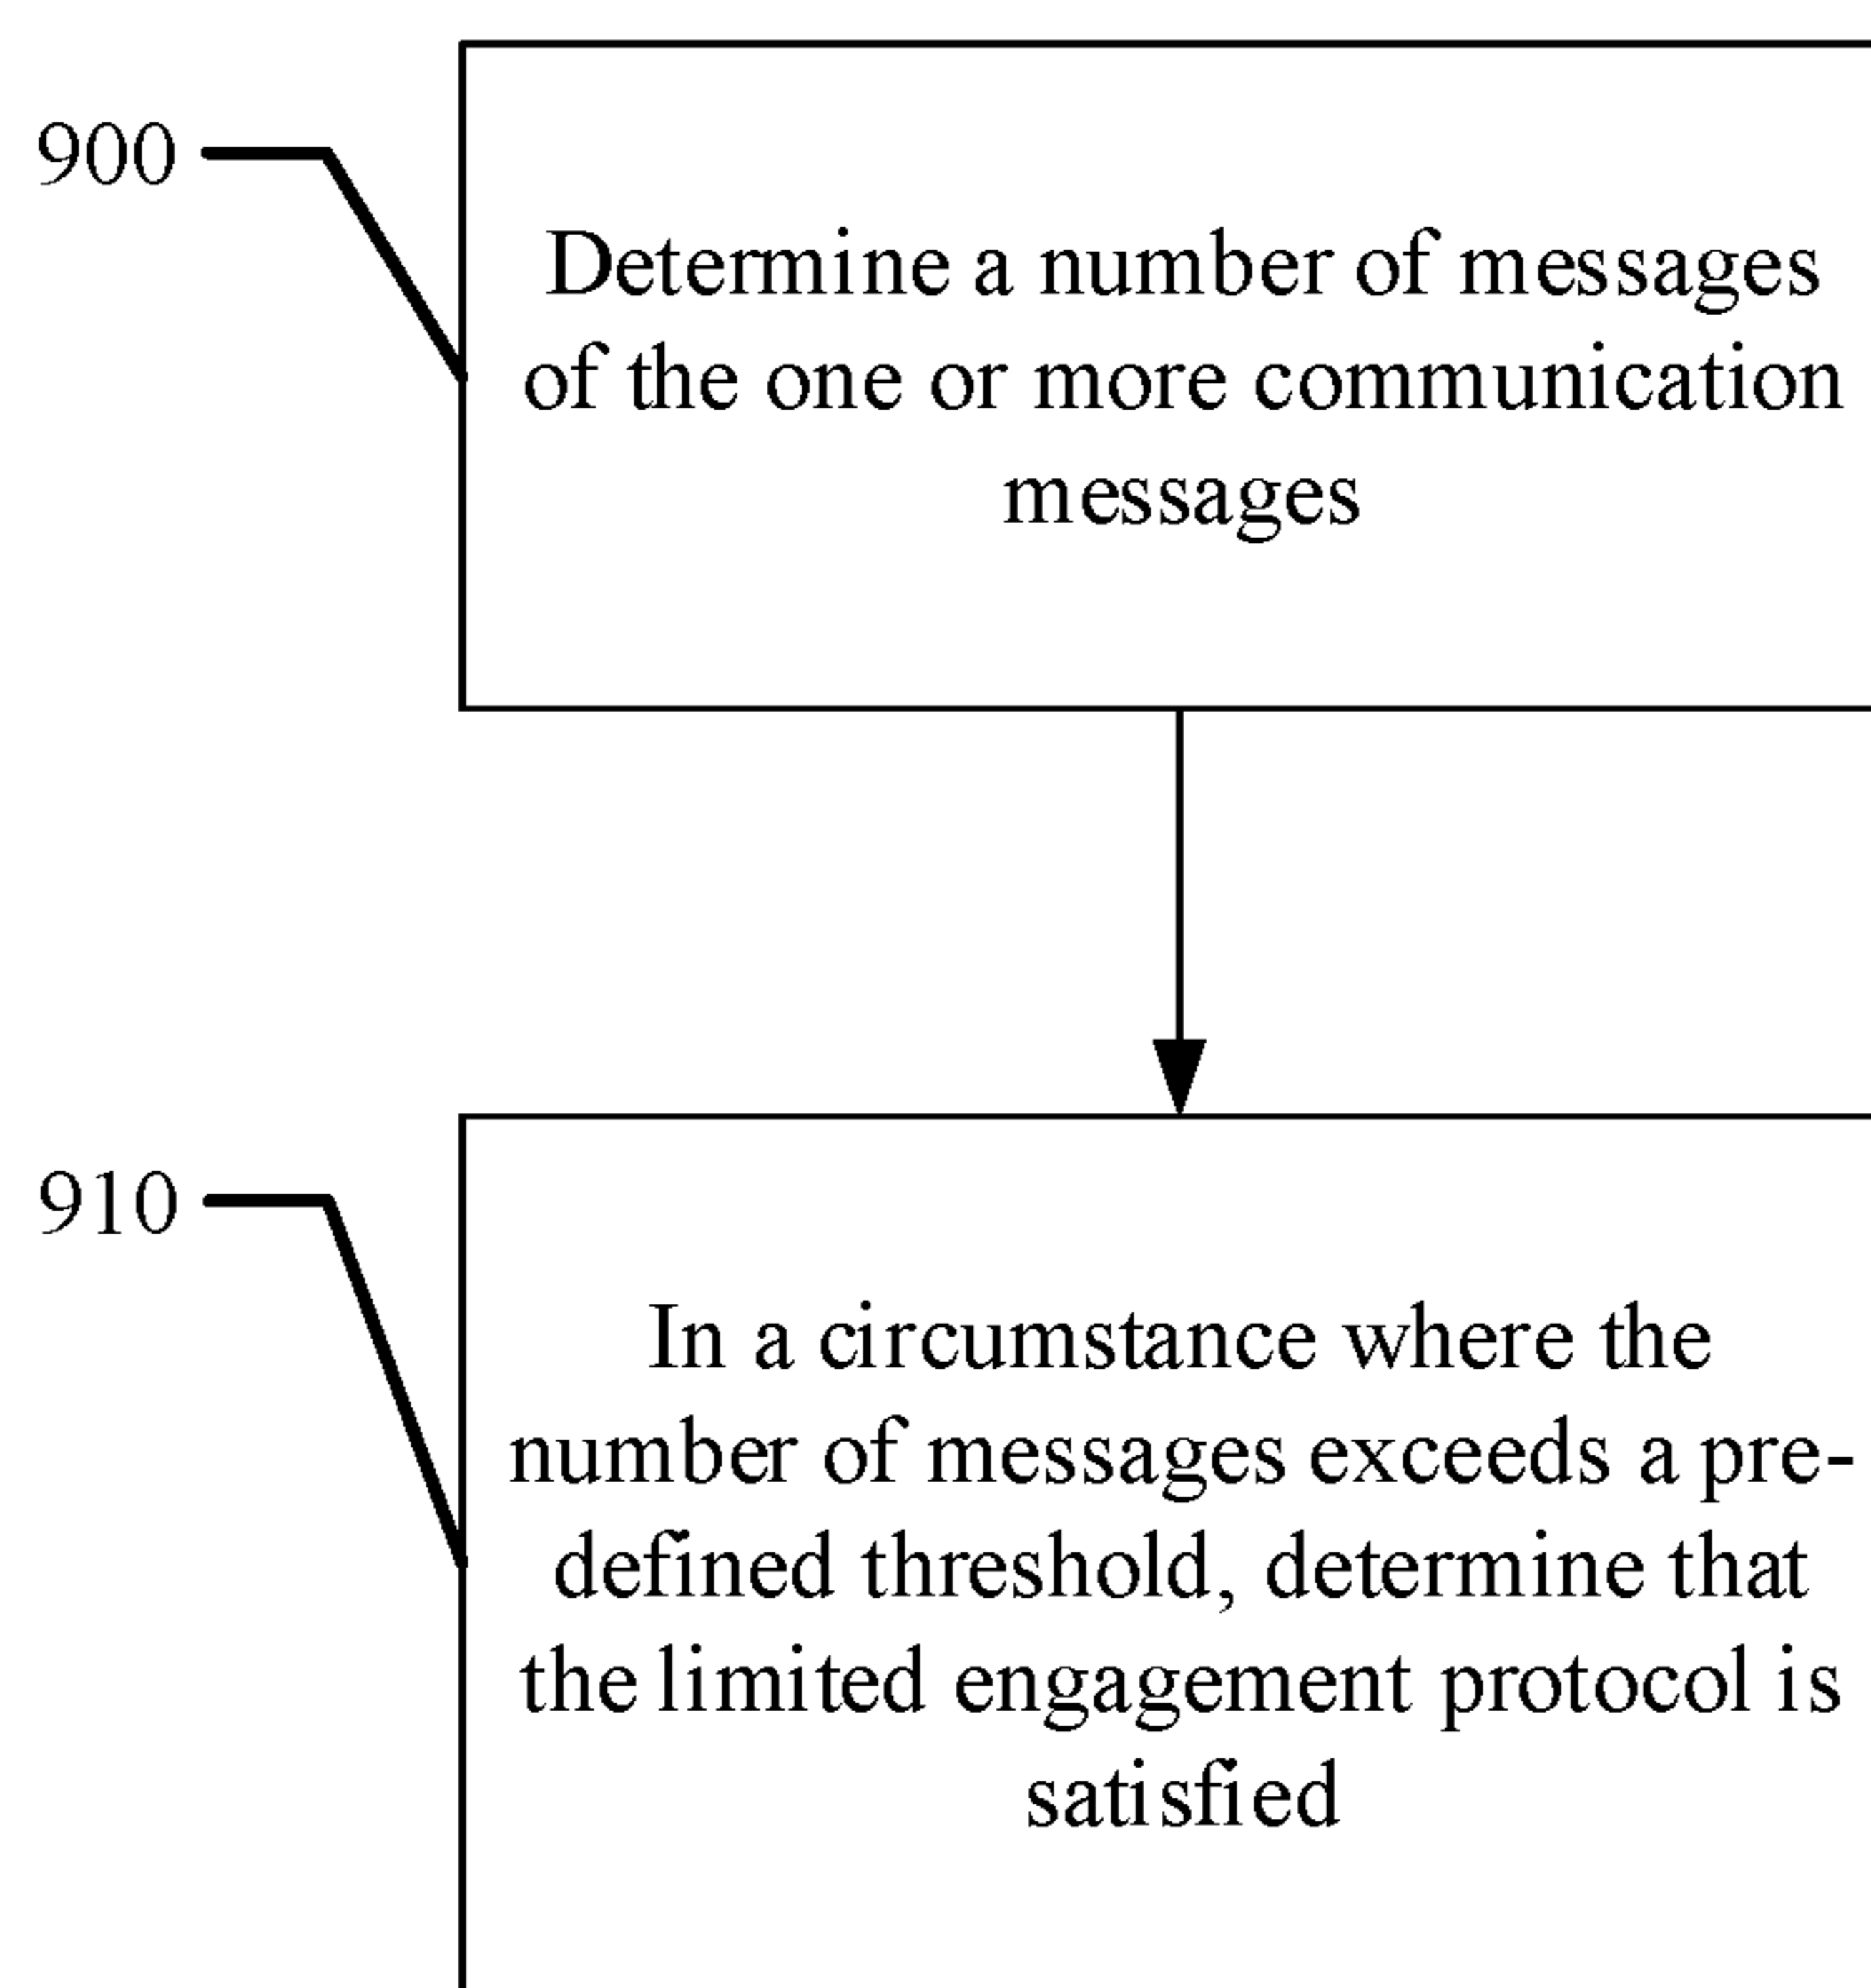 900
Determine a number of messages
of the one or more communication
messages
910
In a circumstance where the
number of messages exceeds a pre-
defined threshold, determine that
the limited engagement protocol is
satisfied